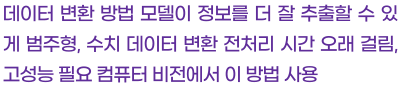 데이터 변환 방법 모델이 정보를 더 잘 추출할 수 있
게 범주형, 수치 데이터 변환 전처리 시간 오래 걸림,
고성능 필요 컴퓨터 비전에서 이 방법 사용